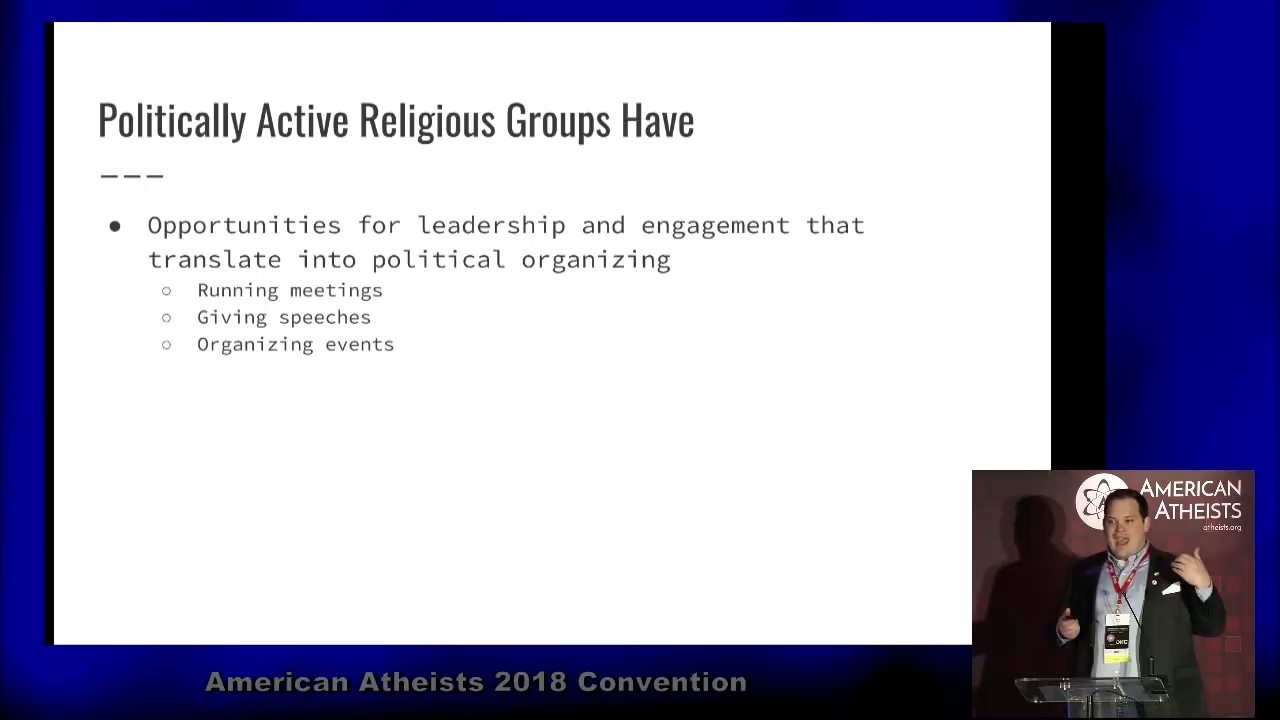 Politically Active Religious Groups Have
● Opportunities for leadership and engagement that
translate into political organizing
○ Running meetings
○ Giving speeches
○ Organizing events
AMERICAN
ATHEISTS
atheists.org
American Atheists 2018 Convention